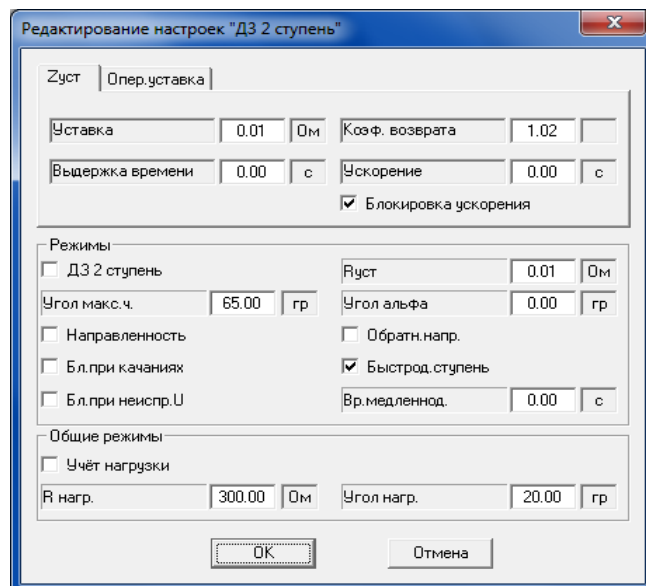 Редактирование настроек "ДЗ 2 ступень"
Zуст Опер.уставка
Уставка 0.01 Ом Коэф. возврата 1.02
Выдержка времени 0.00 с Ускорение 0.00 с
Блокировка ускорения
Режимы
ДЗ 2 ступень Rуст 0.01 Ом
Угол макс.ч. 65.00 гр Угол альфа 0.00 гр
Направленность Обратн.напр.
Бл.при качаниях Быстрод.ступень
Бл.при неиспр.U Вр.медленнод. 0.00 с
Общие режимы
Учёт нагрузки
R нагр. 300.00 Ом Угол нагр. 20.00 гр
OK Отмена